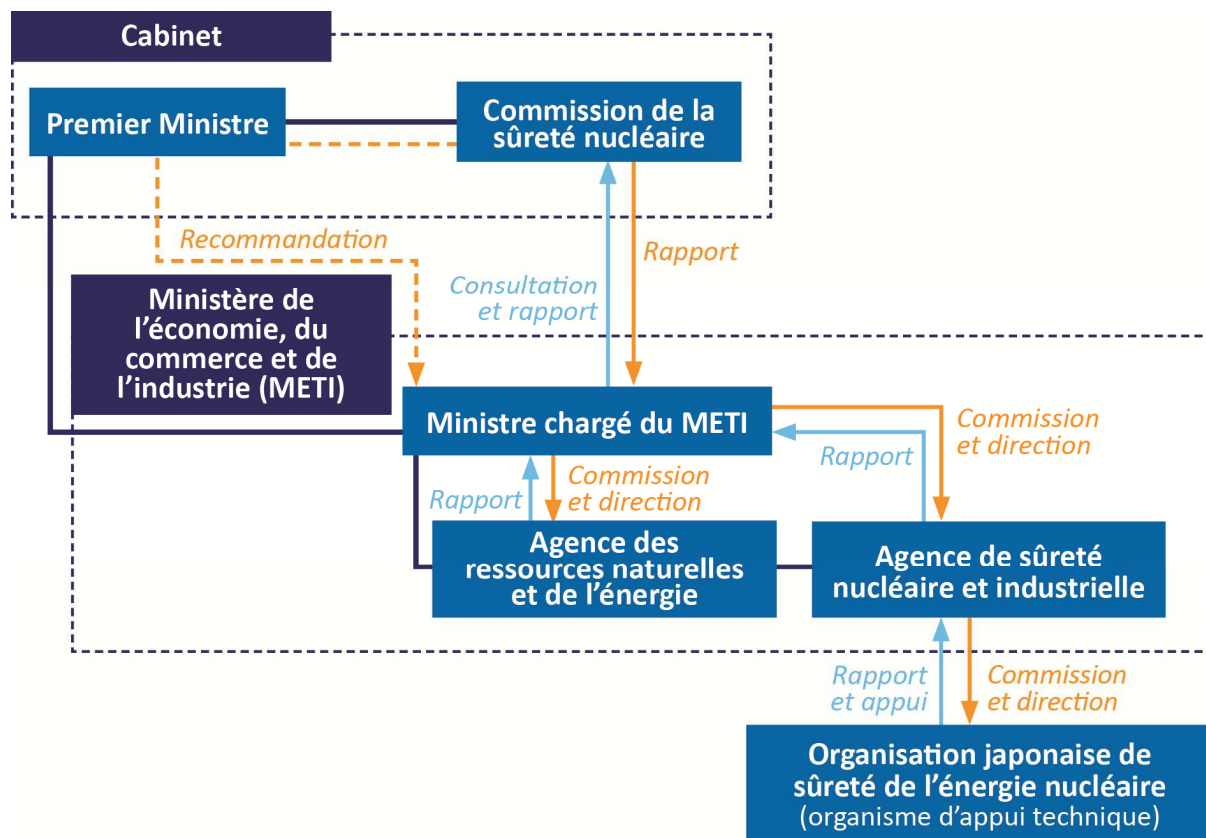 Cabinet
Premier Ministre
Commission de la
sûreté nucléaire
Recommandation
Rapport
Consultation
et rapport
Ministère de
l'économie, du
commerce et de
l'industrie (METI)
Ministre chargé du METI
Commission
et direction
Rapport
Rapport
Commission
et direction
Agence des
ressources naturelles
et de l'énergie
Agence de sûreté
nucléaire et industrielle
Rapport
et appui
Commission
et direction
Organisation japonaise de
sûreté de l'énergie nucléaire
(organisme d'appui technique)